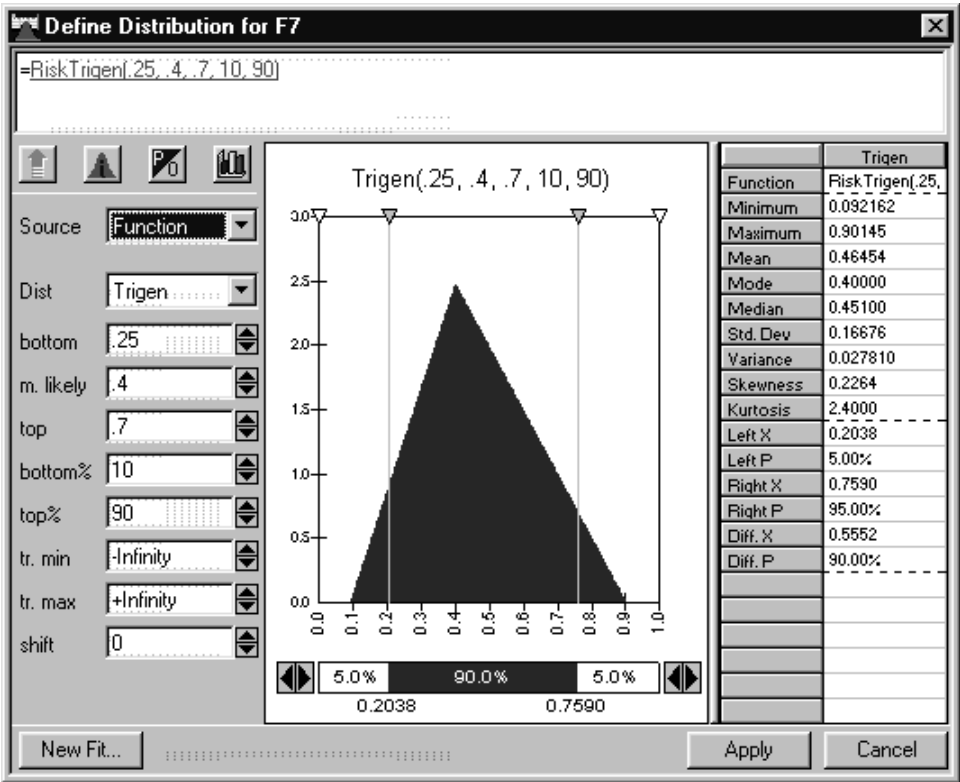 Define Distribution for F7
=RiskTrigen(.25, .4, .7, 10, 90)
P/O
Source Function
Dist Trigen
bottom .25
m. likely .4
top .7
bottom% 10
top% 90
tr. min -Infinity
tr. max +Infinity
shift 0
Trigen(.25, .4, .7, 10, 90)
3.0
2.5
2.0
1.5
1.0
0.5
0.0
0.0 0.1 0.2 0.3 0.4 0.5 0.6 0.7 0.8 0.9 1.0
5.0% 90.0% 5.0%
0.2038 0.7590
Trigen
Function RiskTrigen(.25,
Minimum 0.092162
Maximum 0.90145
Mean 0.46454
Mode 0.40000
Median 0.45100
Std. Dev 0.16676
Variance 0.027810
Skewness 0.2264
Kurtosis 2.4000
Left X 0.2038
Left P 5.00%
Right X 0.7590
Right P 95.00%
Diff. X 0.5552
Diff. P 90.00%
New Fit... Apply Cancel